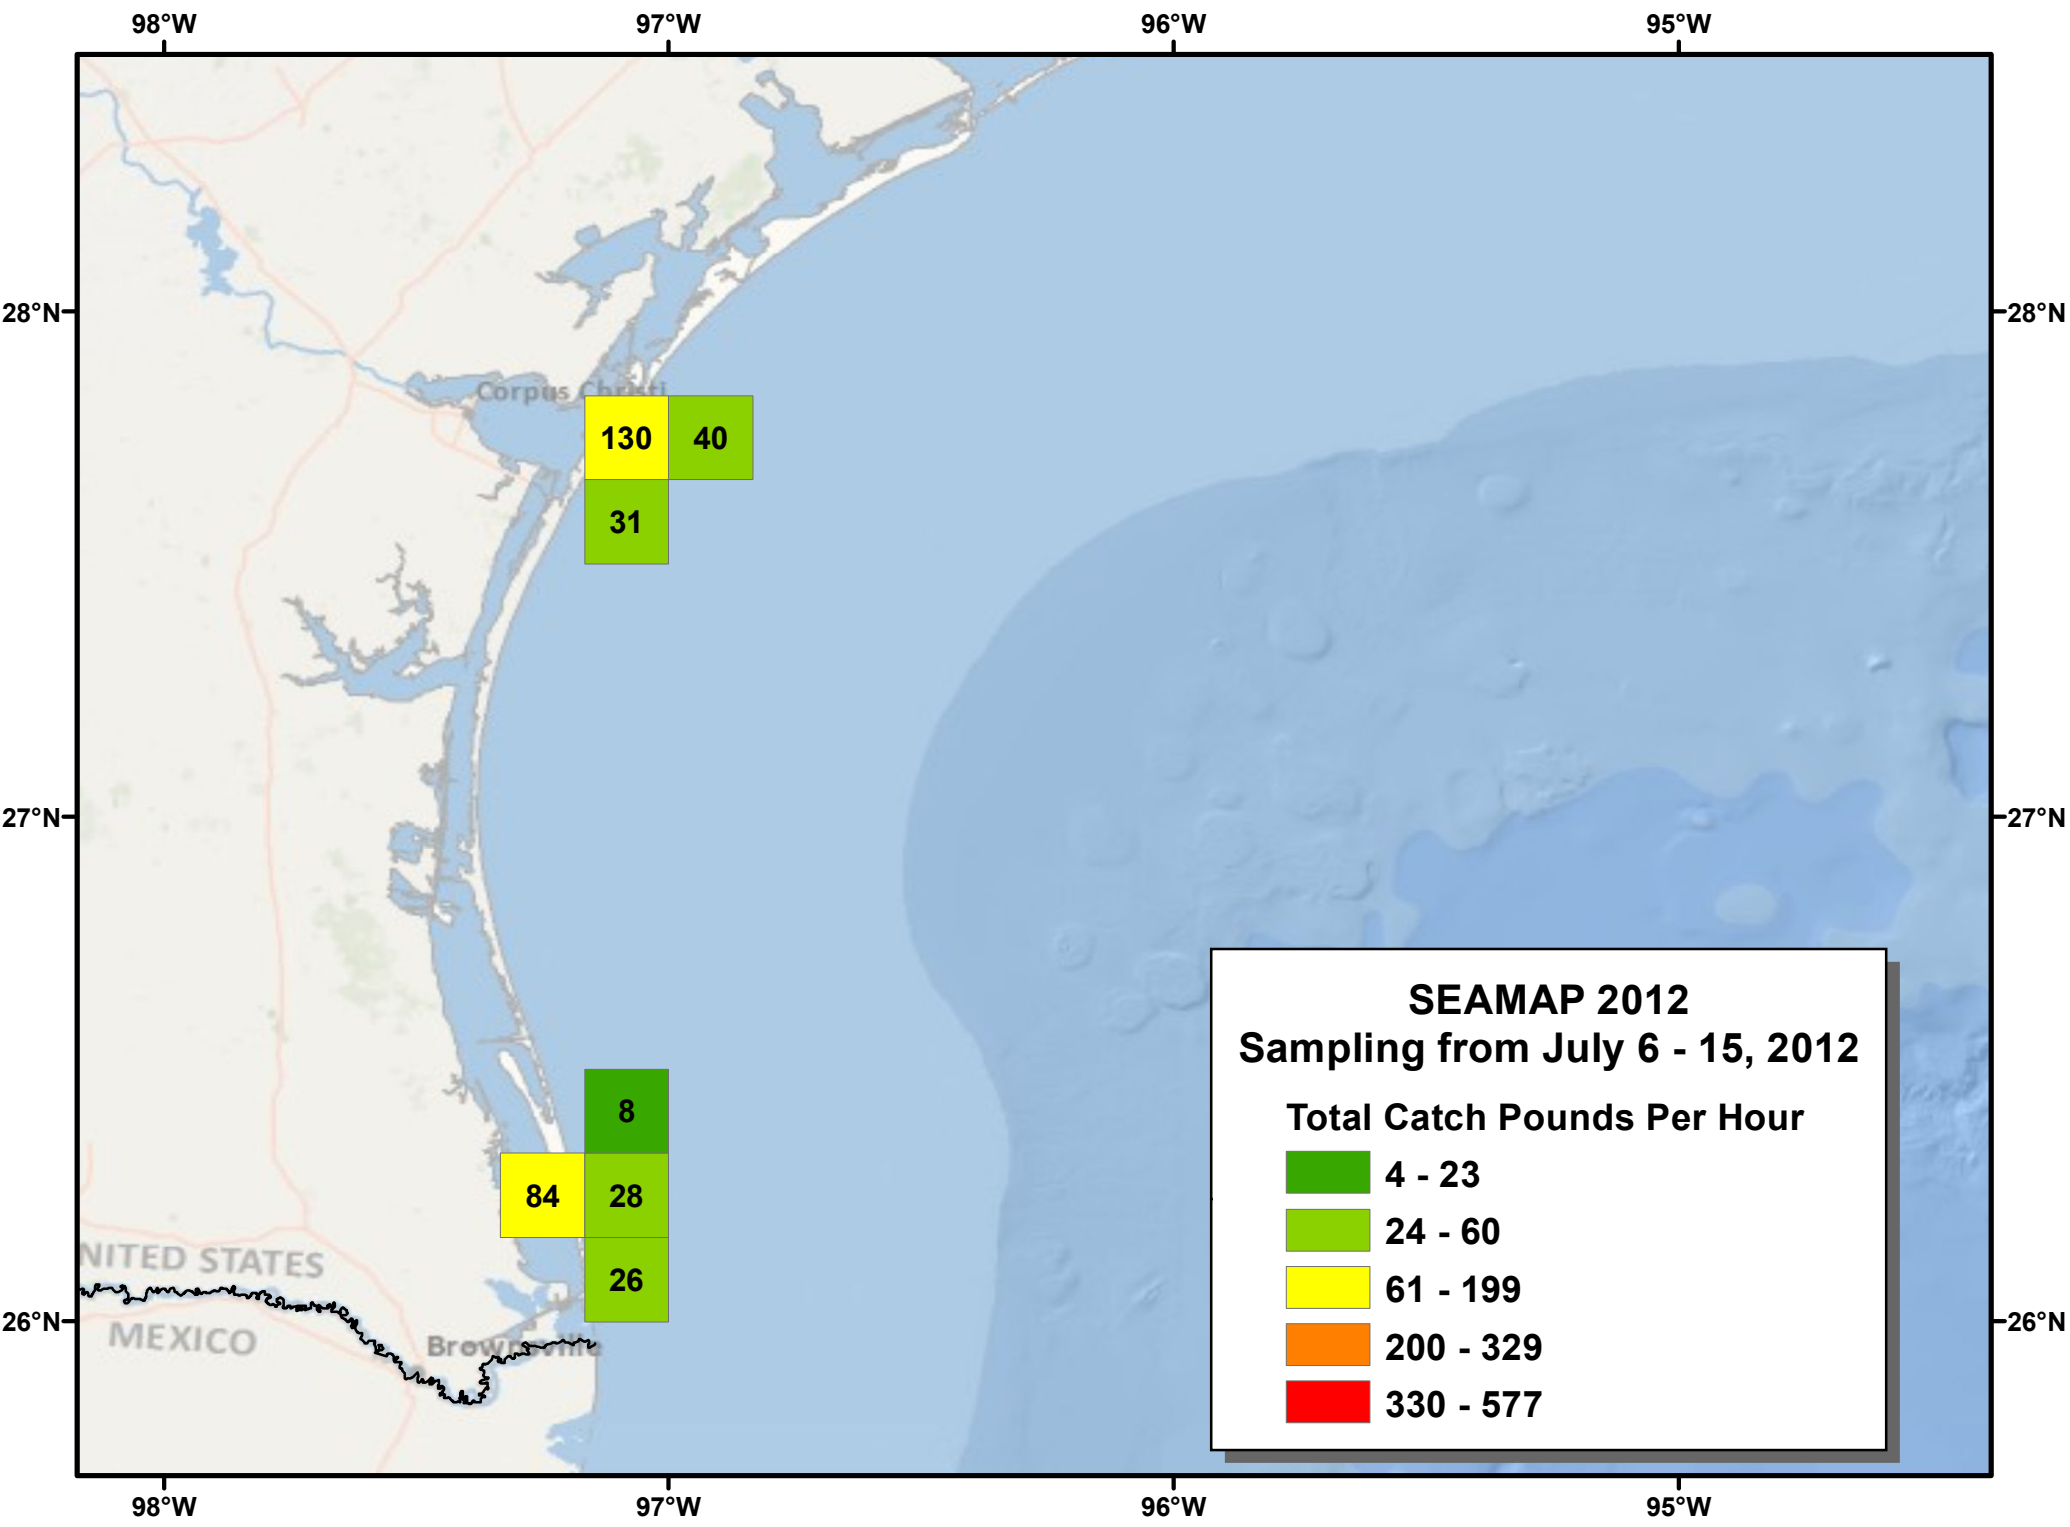 98°W 97°W 96°W 95°W
28°N 28°N
Corpus Christi
130 40
31
27°N 27°N
SEAMAP 2012
Sampling from July 6 - 15, 2012
8
Total Catch Pounds Per Hour
4 - 23
84 28
24 - 60
NITED STATES
26
61 - 199
26°N 26°N
MEXICO
Brownsville
200 - 329
330 - 577
98°W 97°W 96°W 95°W